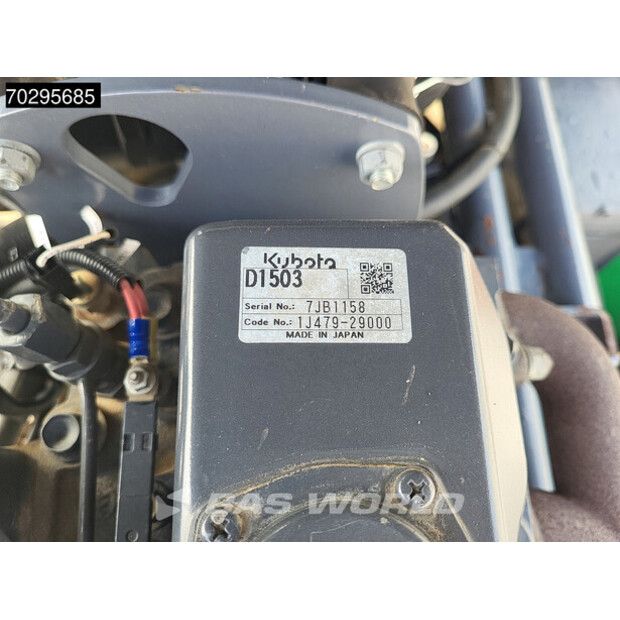 70295685
Kubota
D1503
Serial No.: 7JB1158
Code No.: 1J479-29000
MADE IN JAPAN
BAS WORLD